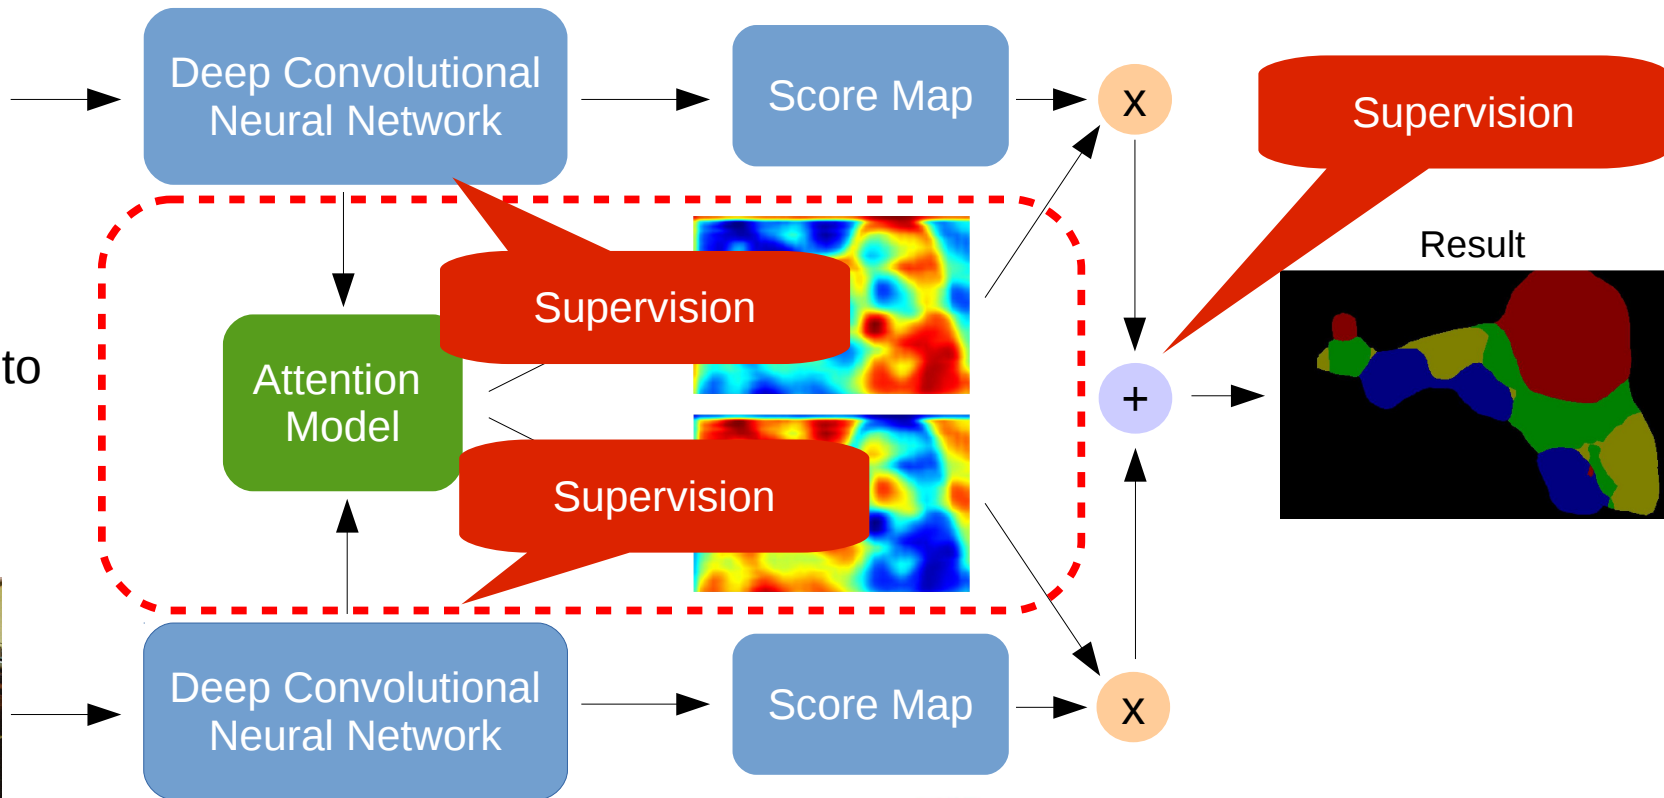 Deep Convolutional
Neural Network
Score Map
x
Supervision
Result
Supervision
to
Attention
Model
+
Supervision
Deep Convolutional
Neural Network
Score Map
x